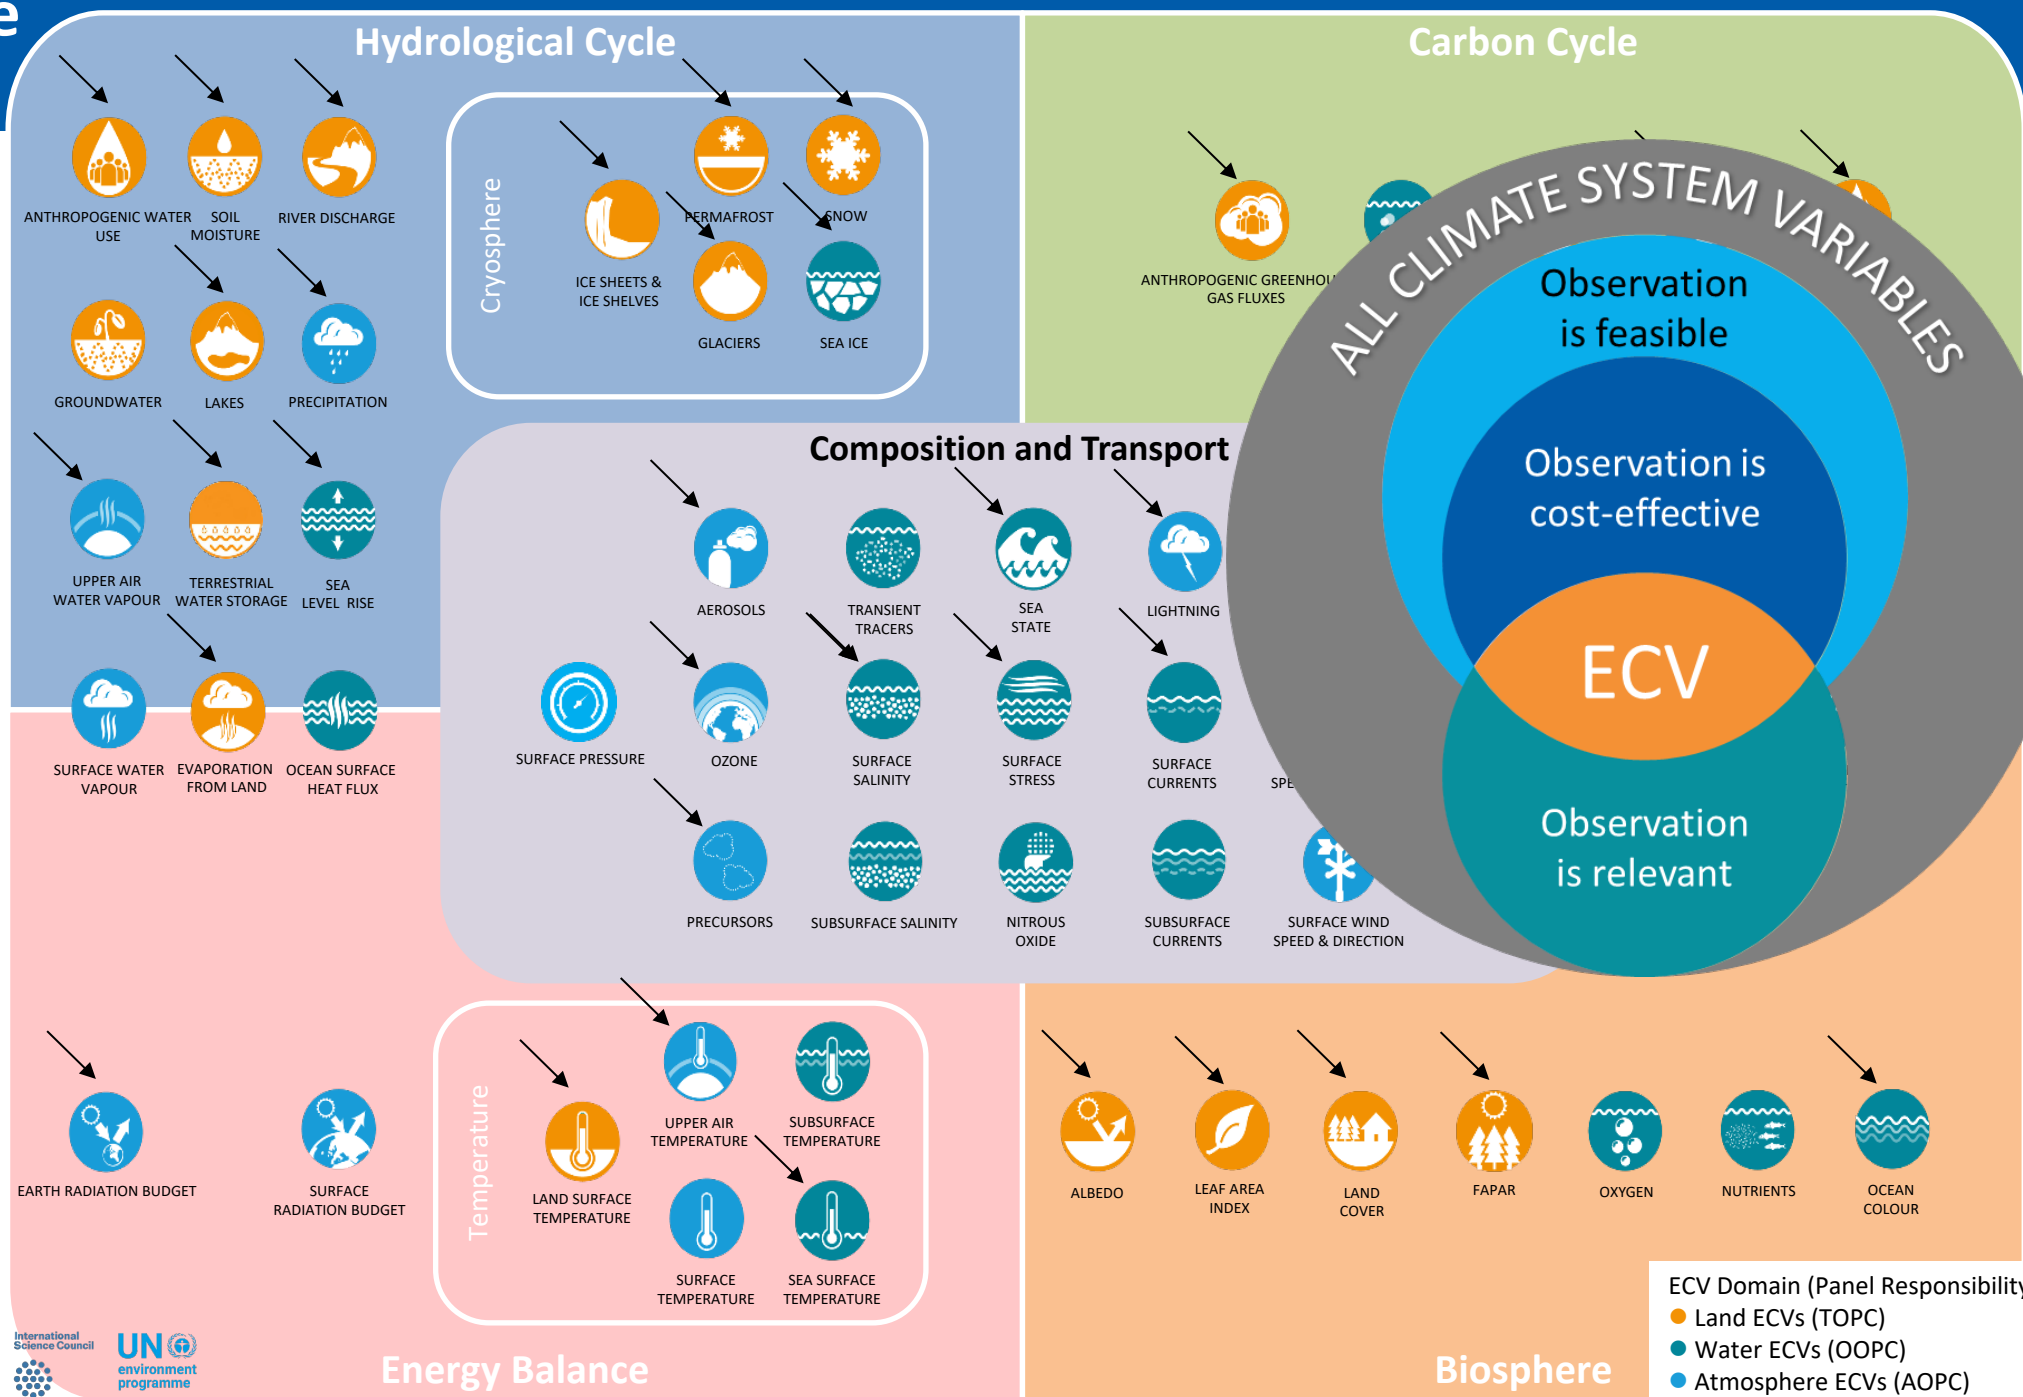 e
Hydrological Cycle
Carbon Cycle
ANTHROPOGENIC WATER
USE
SOIL
MOISTURE
RIVER DISCHARGE
Cryosphere
PERMAFROST
SNOW
ICE SHEETS &
ICE SHELVES
GLACIERS
SEA ICE
GROUNDWATER
LAKES
PRECIPITATION
UPPER AIR
WATER VAPOUR
TERRESTRIAL
WATER STORAGE
SEA
LEVEL RISE
SURFACE WATER
VAPOUR
EVAPORATION
FROM LAND
OCEAN SURFACE
HEAT FLUX
ANTHROPOGENIC GREENHOU
GAS FLUXES
ALL CLIMATE SYSTEM VARIABLES
Observation
is feasible
Observation is
cost-effective
ECV
Observation
is relevant
Composition and Transport
AEROSOLS
TRANSIENT
TRACERS
SEA
STATE
LIGHTNING
SURFACE PRESSURE
OZONE
SURFACE
SALINITY
SURFACE
STRESS
SURFACE
CURRENTS
SPE
PRECURSORS
SUBSURFACE SALINITY
NITROUS
OXIDE
SUBSURFACE
CURRENTS
SURFACE WIND
SPEED & DIRECTION
EARTH RADIATION BUDGET
SURFACE
RADIATION BUDGET
Temperature
LAND SURFACE
TEMPERATURE
UPPER AIR
TEMPERATURE
SUBSURFACE
TEMPERATURE
SURFACE
TEMPERATURE
SEA SURFACE
TEMPERATURE
ALBEDO
LEAF AREA
INDEX
LAND
COVER
FAPAR
OXYGEN
NUTRIENTS
OCEAN
COLOUR
International
Science Council
UN
environment
programme
Energy Balance
Biosphere
ECV Domain (Panel Responsibility
Land ECVs (TOPC)
Water ECVs (OOPC)
Atmosphere ECVs (AOPC)